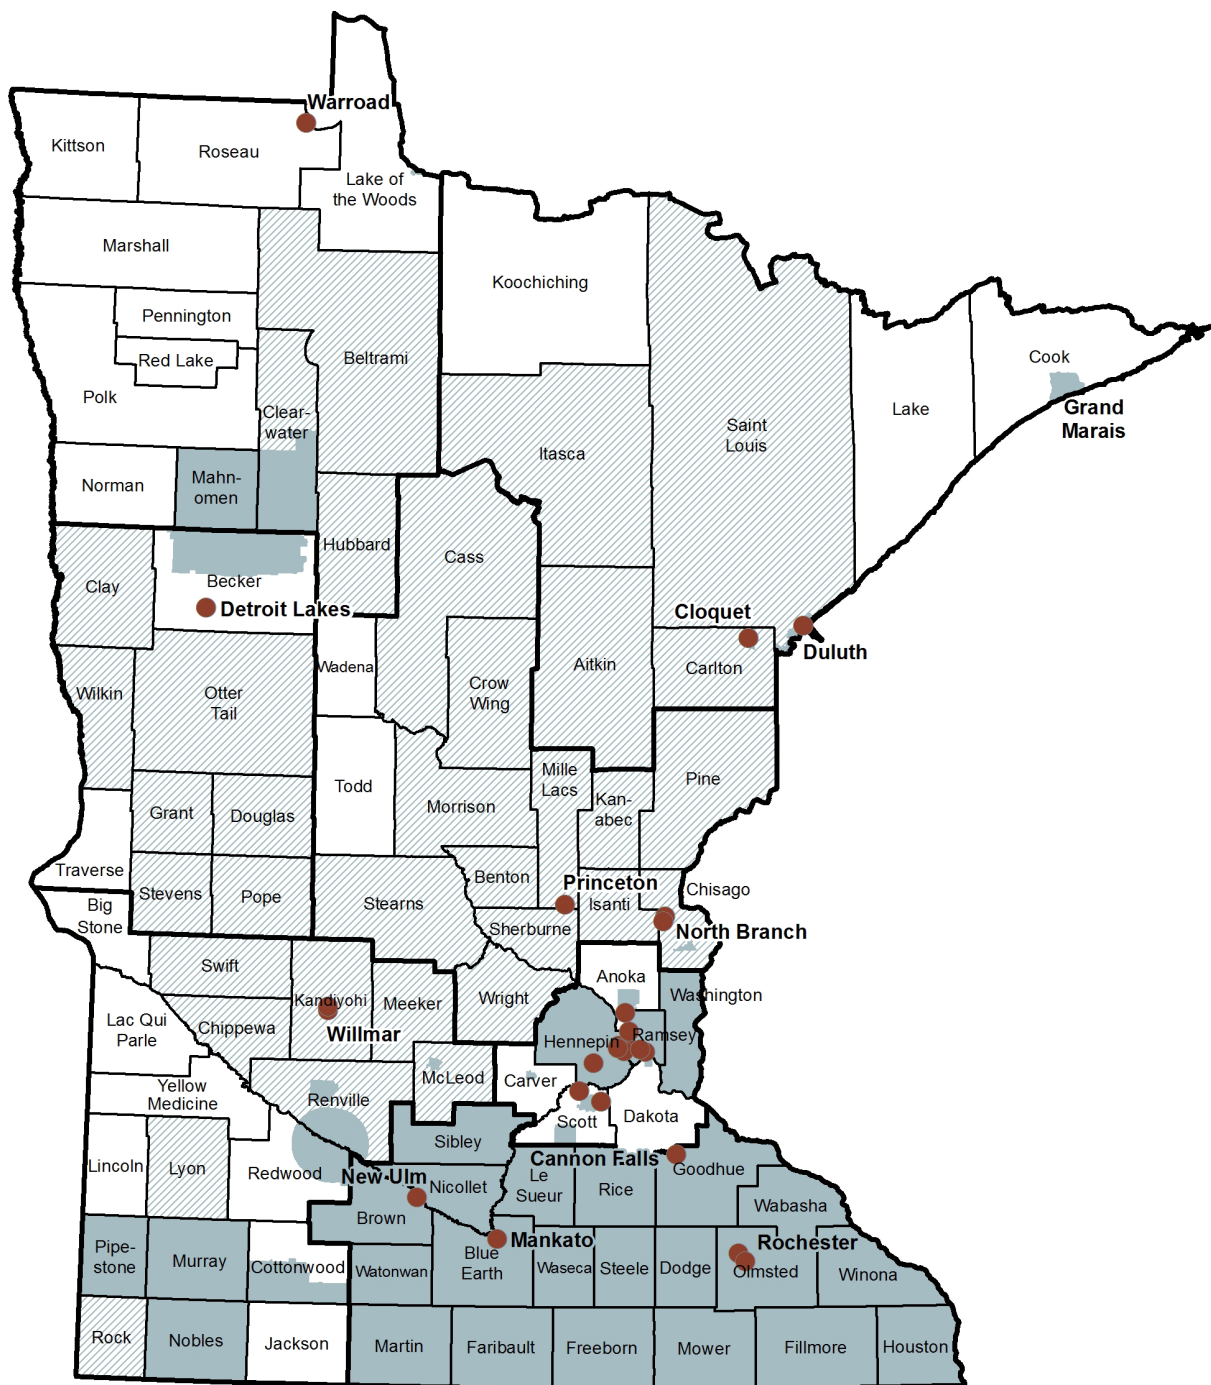 Warroad
Kittson
Roseau
Lake of
the Woods
Marshall
Koochiching
Pennington
Red Lake
Beltrami
Cook
Polk
Clear-
water
Lake
Grand
Marais
Saint
Louis
Itasca
Norman
Mahn-
omen
Hubbard
Cass
Clay
Becker
Detroit Lakes
Cloquet
Duluth
Wadena
Aitkin
Carlton
Wilkin
Otter
Tail
Crow
Wing
Mille
Lacs
Pine
Todd
Kan-
abec
Grant
Douglas
Morrison
Traverse
Stevens
Pope
Benton
Princeton
Chisago
Big
Stone
Stearns
Isanti
Sherburne
North Branch
Swift
Anoka
Washington
Kandiyohi
Meeker
Wright
Lac Qui
Parle
Chippewa
Willmar
Hennepin
Ramsey
McLeod
Carver
Yellow
Medicine
Renville
Scott
Dakota
Sibley
Lincoln
Lyon
Redwood
New Ulm
Nicollet
Cannon Falls
Le
Sueur
Rice
Goodhue
Wabasha
Brown
Mankato
Rochester
Pipe-
stone
Murray
Cottonwood
Watonwan
Blue
Earth
Waseca
Steele
Dodge
Olmsted
Winona
Rock
Nobles
Jackson
Martin
Faribault
Freeborn
Mower
Fillmore
Houston